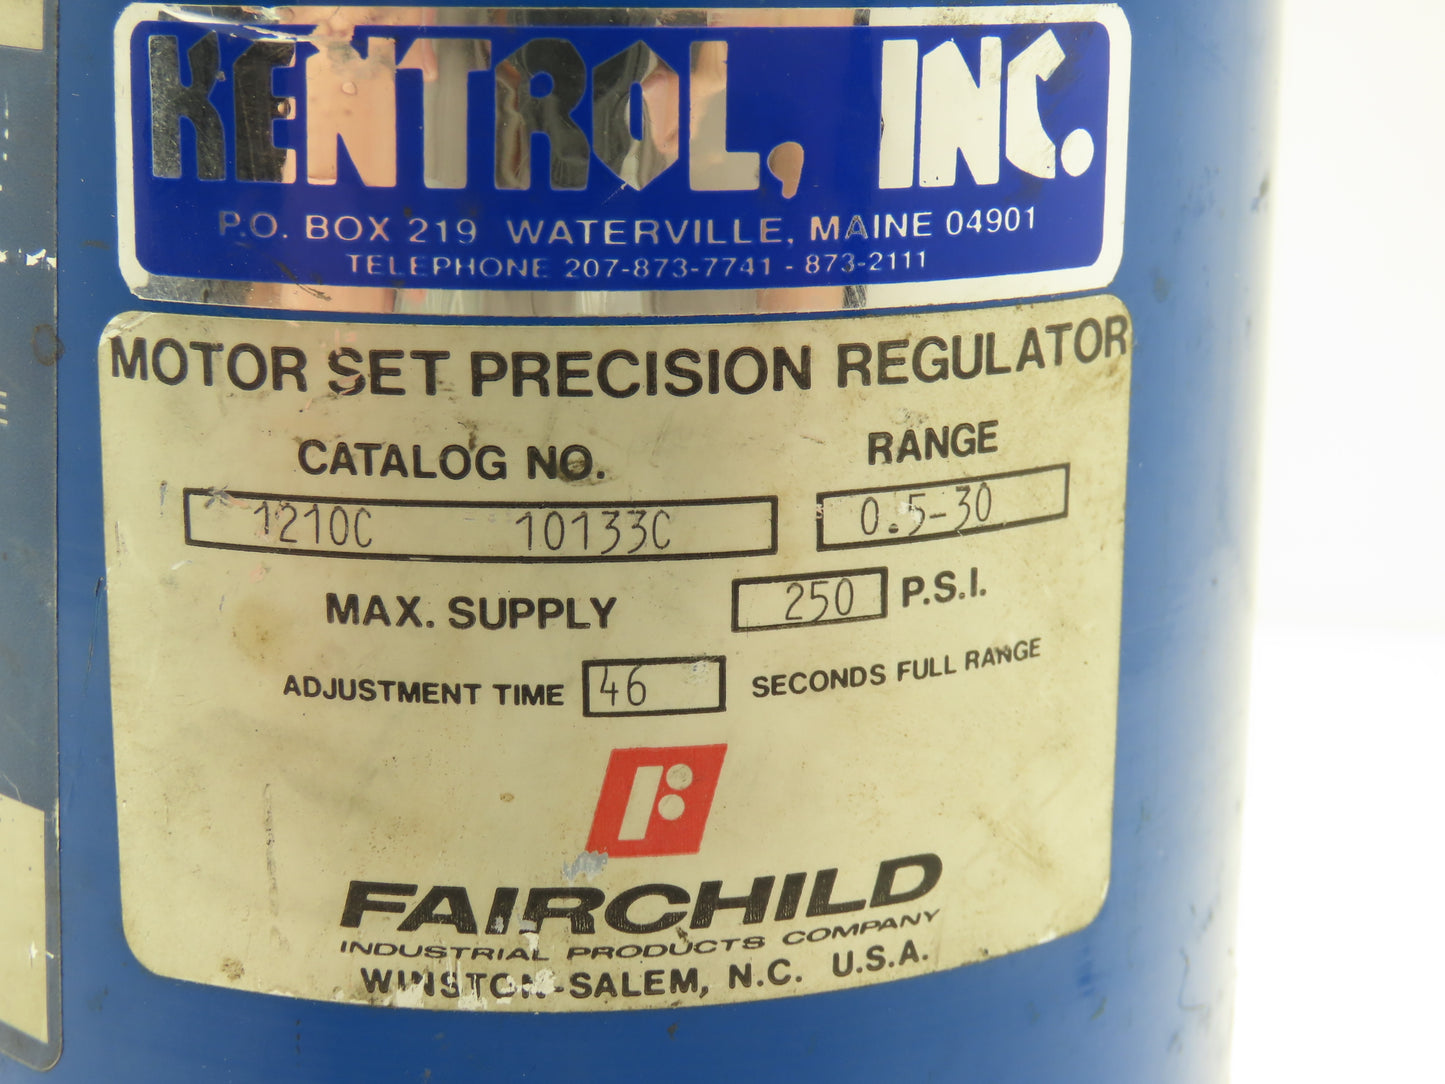 KENTROL, INC.
P.O. BOX 219 WATERVILLE, MAINE 04901
TELEPHONE 207-873-7741 - 873-2111
MOTOR SET PRECISION REGULATOR
CATALOG NO. RANGE
1210C 10133C 0.5-30
MAX. SUPPLY 250 P.S.I.
ADJUSTMENT TIME 46 SECONDS FULL RANGE
FAIRCHILD
INDUSTRIAL PRODUCTS COMPANY
WINSTON-SALEM, N.C. U.S.A.